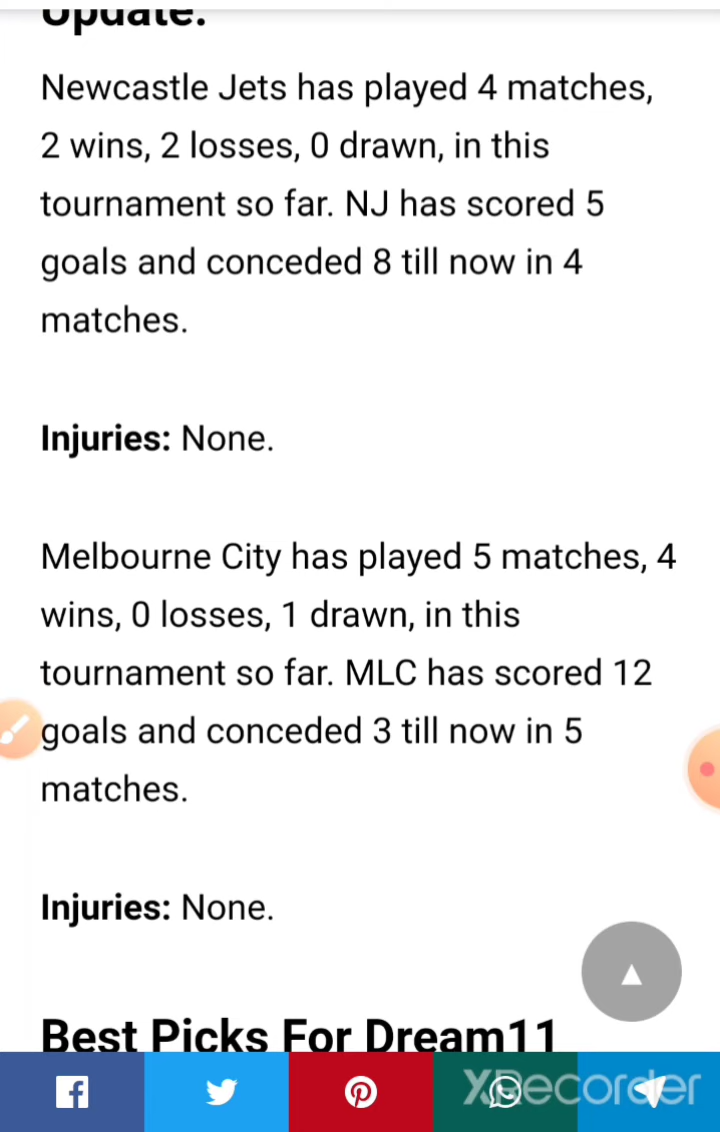 Update:
Newcastle Jets has played 4 matches,
2 wins, 2 losses, 0 drawn, in this
tournament so far. NJ has scored 5
goals and conceded 8 till now in 4
matches.
Injuries: None.
Melbourne City has played 5 matches, 4
wins, 0 losses, 1 drawn, in this
tournament so far. MLC has scored 12
goals and conceded 3 till now in 5
matches.
Injuries: None.
Best Picks For Dream11
XRecorder